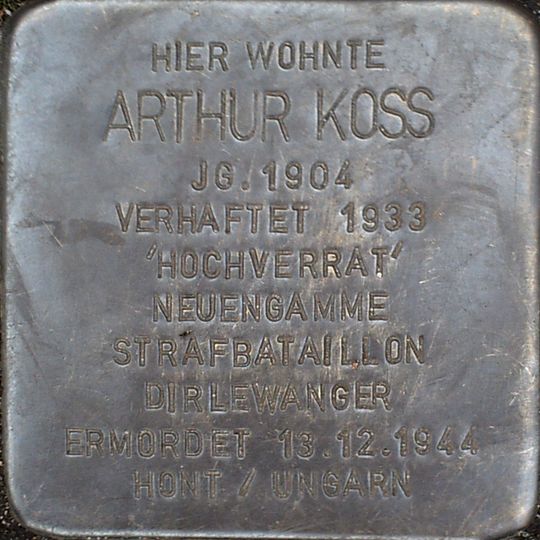 HIER WOHNTE
ARTHUR KOSS
JG. 1904
VERHAFTET 1933
'HOCHVERRAT'
NEUENGAMME
STRAFBATAILLON
DIRLEWANGER
ERMORDET 13.12.1944
HONT / UNGARN